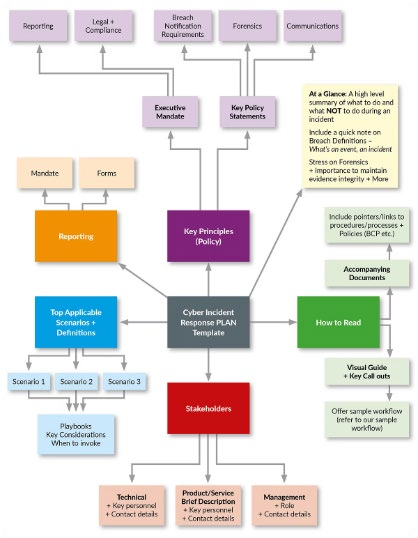 Reporting
Legal +
Compliance
Breach
Notification
Requirements
Forensics
Communications
Executive
Mandate
Key Policy
Statements
At a Glance: A high level
summary of what to do and
what NOT to do during an
incident
Include a quick note on
Breach Definitions –
What's an event, an incident
Stress on Forensics
+ Importance to maintain
evidence integrity + More
Mandate
Forms
Reporting
Key Principles
(Policy)
Include pointers/links to
procedures/processes +
Policies (BCP etc.)
Accompanying
Documents
Top Applicable
Scenarios +
Definitions
Cyber Incident
Response PLAN
Template
How to Read
Scenario 1
Scenario 2
Scenario 3
Visual Guide
+ Key Call outs
Playbooks
Key Considerations
When to invoke
Stakeholders
Offer sample workflow
(refer to our sample
workflow)
Technical
+ Key personnel
+ Contact details
Product/Service
Brief Description
+ Key personnel
+ Contact details
Management
+ Role
+ Contact details